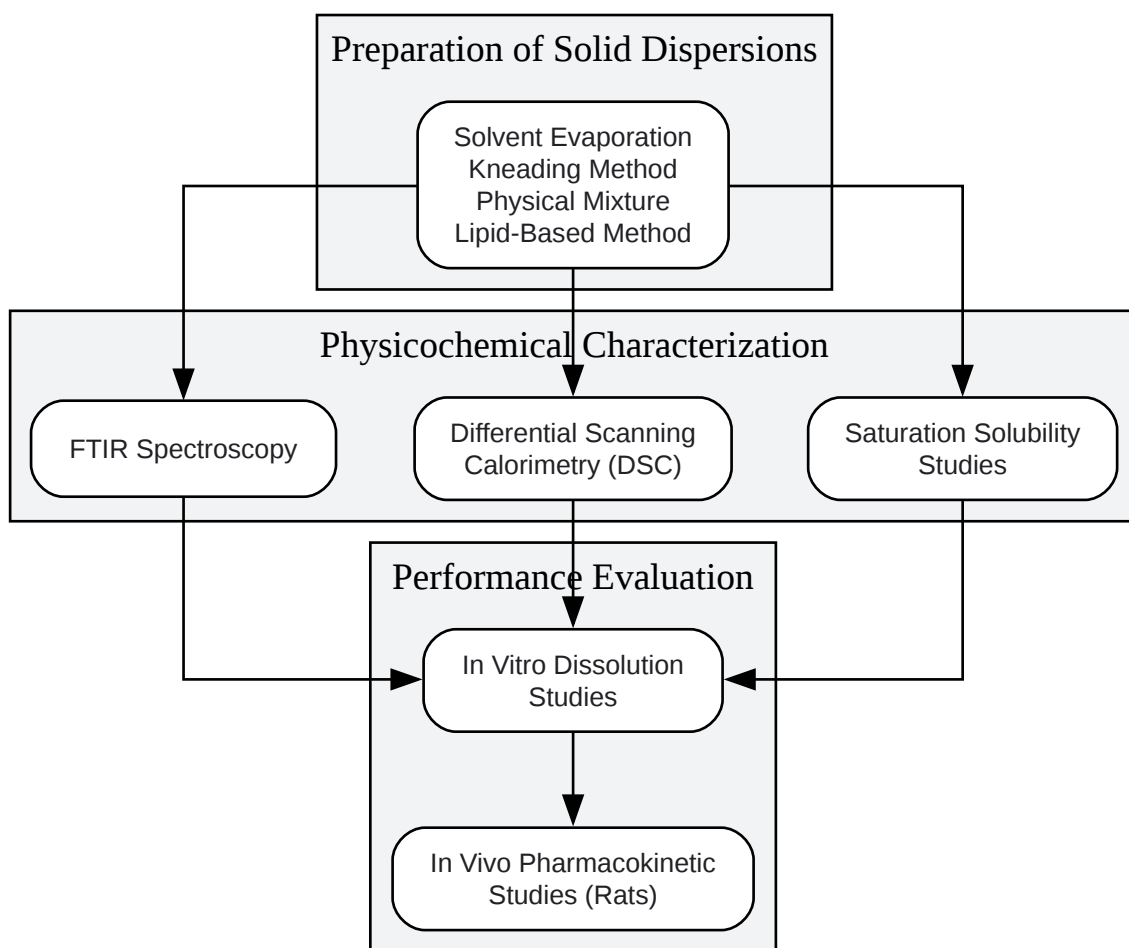 Preparation of Solid Dispersions
Solvent Evaporation
Kneading Method
Physical Mixture
Lipid-Based Method
Physicochemical Characterization
FTIR Spectroscopy
Differential Scanning
Calorimetry (DSC)
Saturation Solubility
Studies
Performance Evaluation
In Vitro Dissolution
Studies
In Vivo Pharmacokinetic
Studies (Rats)